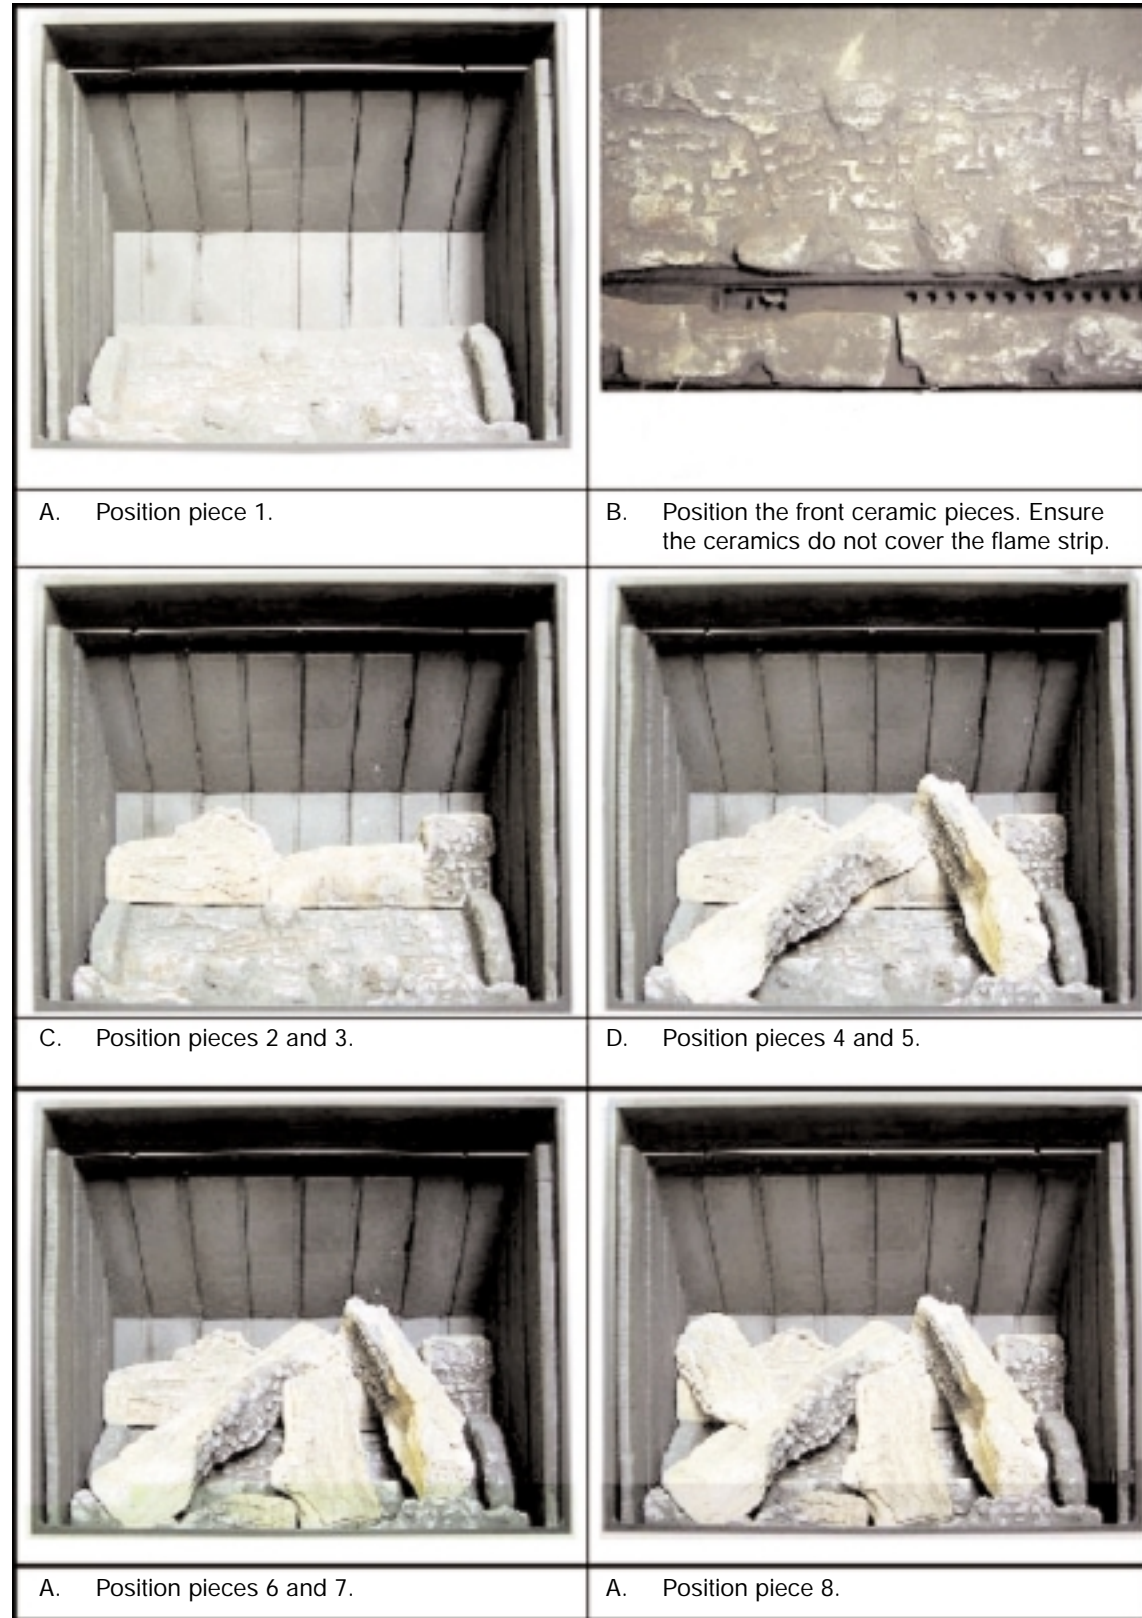 A. Position piece 1.
B. Position the front ceramic pieces. Ensure
the ceramics do not cover the flame strip.
C. Position pieces 2 and 3.
D. Position pieces 4 and 5.
A. Position pieces 6 and 7.
A. Position piece 8.